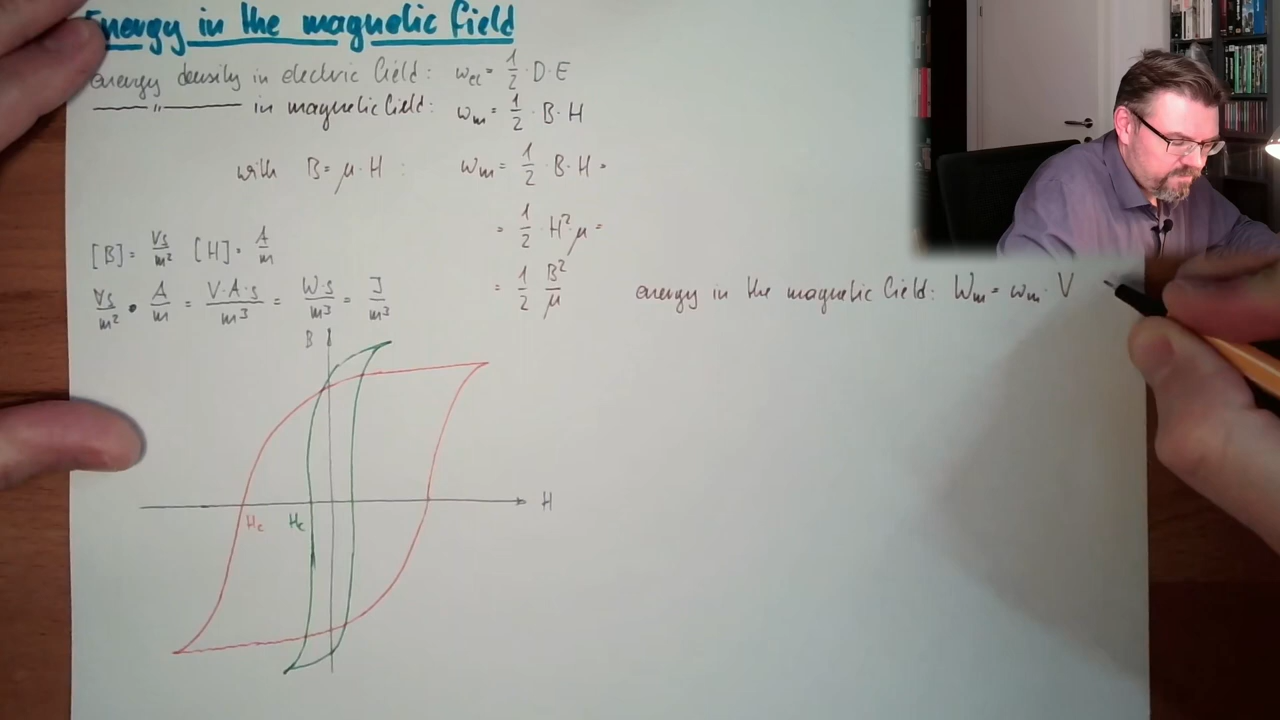 Energy in the magnetic field
energy density in electric field: wel = 1/2 · D · E
—— " —— in magnetic field: wm = 1/2 · B · H
with B = μ · H : wm = 1/2 · B · H =
= 1/2 · H² · μ =
= 1/2 B²/μ
[B] = Vs/m² [H] = A/m
Vs/m² · A/m = V·A·s/m³ = W·s/m³ = J/m³
energy in the magnetic field: Wm = wm · V
B
H
Hc Hc